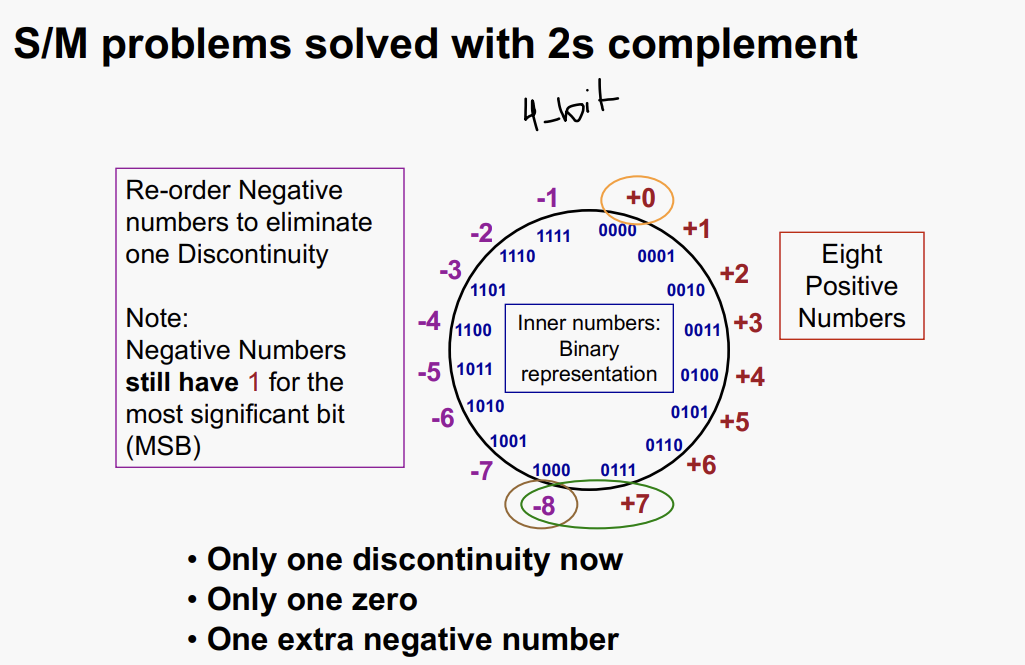 S/M problems solved with 2s complement
4-bit
Re-order Negative
numbers to eliminate
one Discontinuity
Note:
Negative Numbers
still have 1 for the
most significant bit
(MSB)
-1
+0
-2
+1
-3
+2
-4
+3
-5
+4
-6
+5
-7
+6
-8
+7
1111
0000
1110
0001
1101
0010
1100
0011
1011
0100
1010
0101
1001
0110
1000
0111
Inner numbers:
Binary
representation
Eight
Positive
Numbers
• Only one discontinuity now
• Only one zero
• One extra negative number